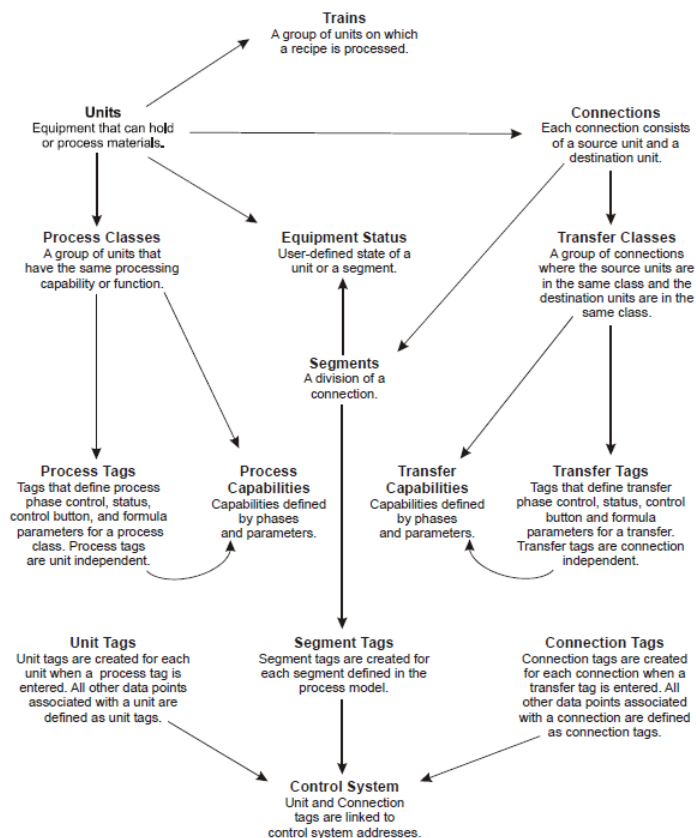 Trains
A group of units on which
a recipe is processed.
Units
Equipment that can hold
or process materials.
Connections
Each connection consists
of a source unit and a
destination unit.
Process Classes
A group of units that
have the same processing
capability or function.
Equipment Status
User-defined state of a
unit or a segment.
Transfer Classes
A group of connections
where the source units are
in the same class and the
destination units are in the
same class.
Segments
A division of a
connection.
Process Tags
Tags that define process
phase control, status,
control button, and formula
parameters for a process
class. Process tags
are unit independent.
Process
Capabilities
Capabilities defined
by phases
and parameters.
Transfer
Capabilities
Capabilities defined
by phases
and parameters.
Transfer Tags
Tags that define transfer
phase control, status, control
button and formula
parameters for a transfer.
Transfer tags are connection
independent.
Unit Tags
Unit tags are created for each
unit when a process tag is
entered. All other data points
associated with a unit are
defined as unit tags.
Segment Tags
Segment tags are created for
each segment defined in the
process model.
Connection Tags
Connection tags are created
for each connection when a
transfer tag is entered. All
other data points associated
with a connection are defined
as connection tags.
Control System
Unit and Connection
tags are linked to
control system addresses.